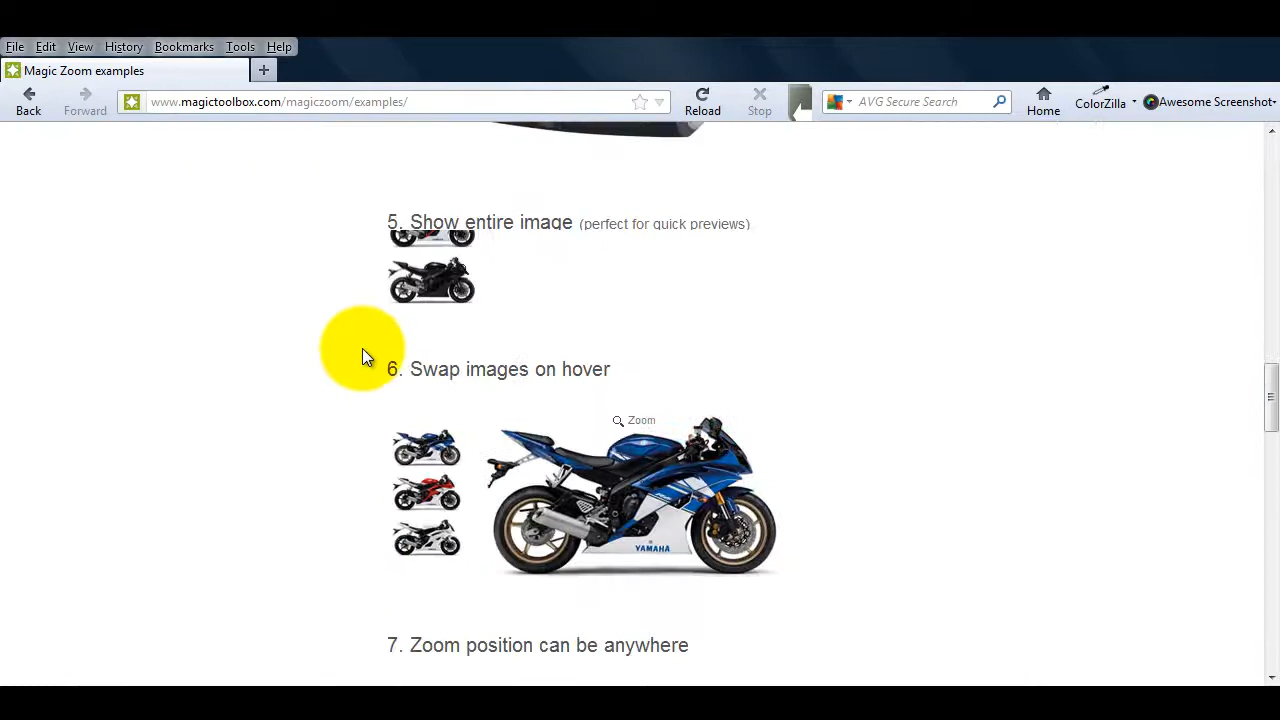 File Edit View History Bookmarks Tools Help
Magic Zoom examples
Back Forward www.magictoolbox.com/magiczoom/examples/ Reload Stop AVG Secure Search Home ColorZilla Awesome Screenshot
5. Show entire image (perfect for quick previews)
6. Swap images on hover
Zoom
YAMAHA
7. Zoom position can be anywhere